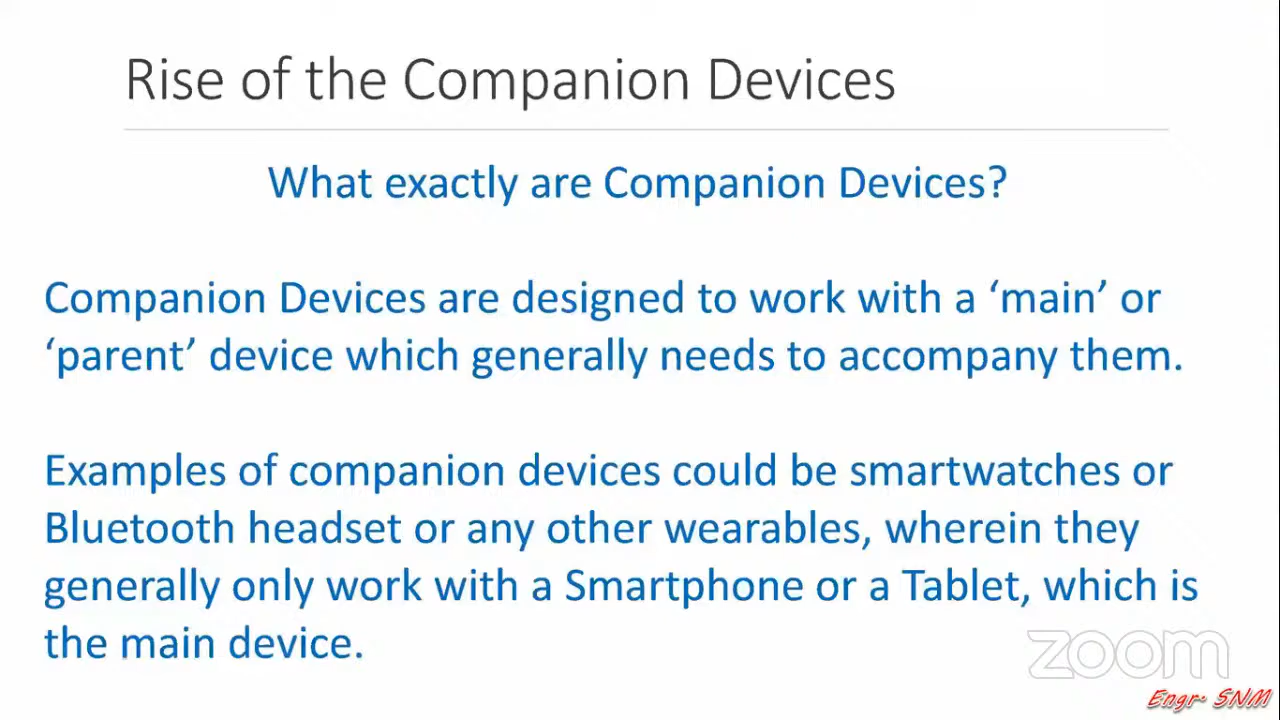 Rise of the Companion Devices
What exactly are Companion Devices?
Companion Devices are designed to work with a ‘main’ or
‘parent’ device which generally needs to accompany them.
Examples of companion devices could be smartwatches or
Bluetooth headset or any other wearables, wherein they
generally only work with a Smartphone or a Tablet, which is
the main device.
zoom
Engr. SNM